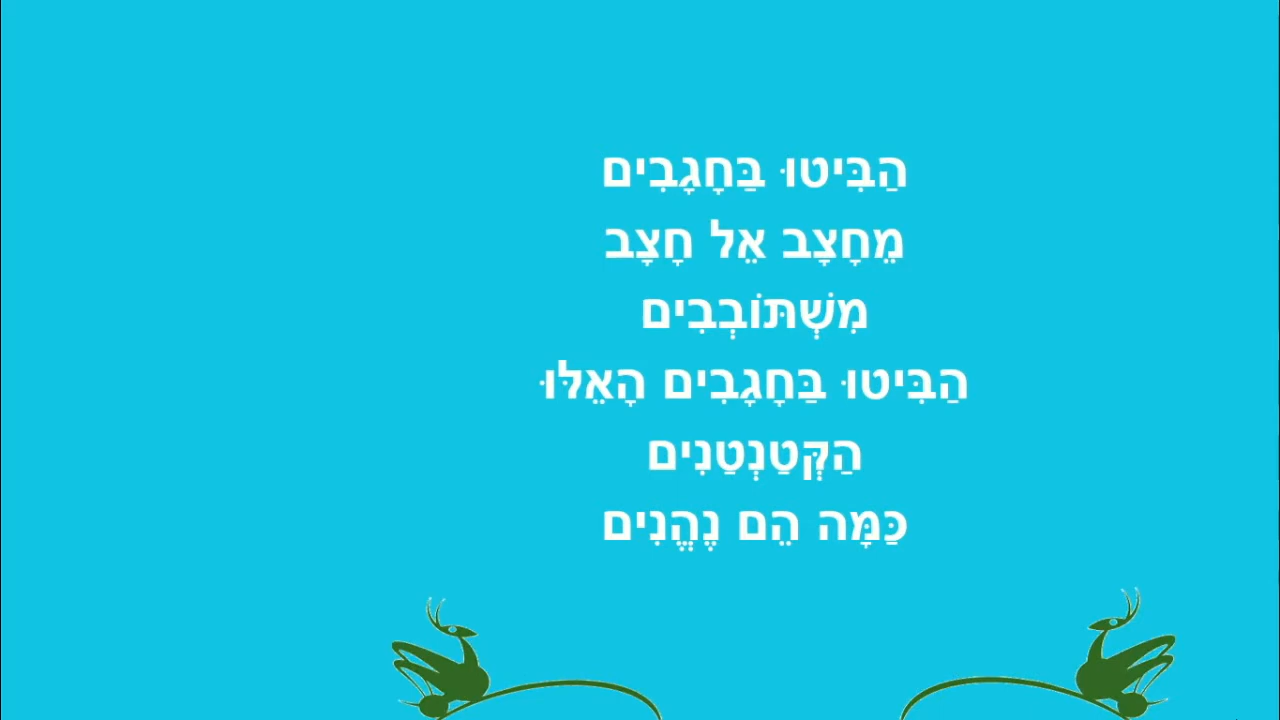 הַבִּיטוּ בַּחָגָבִים
מֵחָצָב אֵל חָצָב
מִשְׁתּוֹבְבִים
הַבִּיטוּ בַּחָגָבִים הָאֵלּוּ
הַקְּטַנְטַנִים
כַּמָּה הֵם נֶהֱנִים